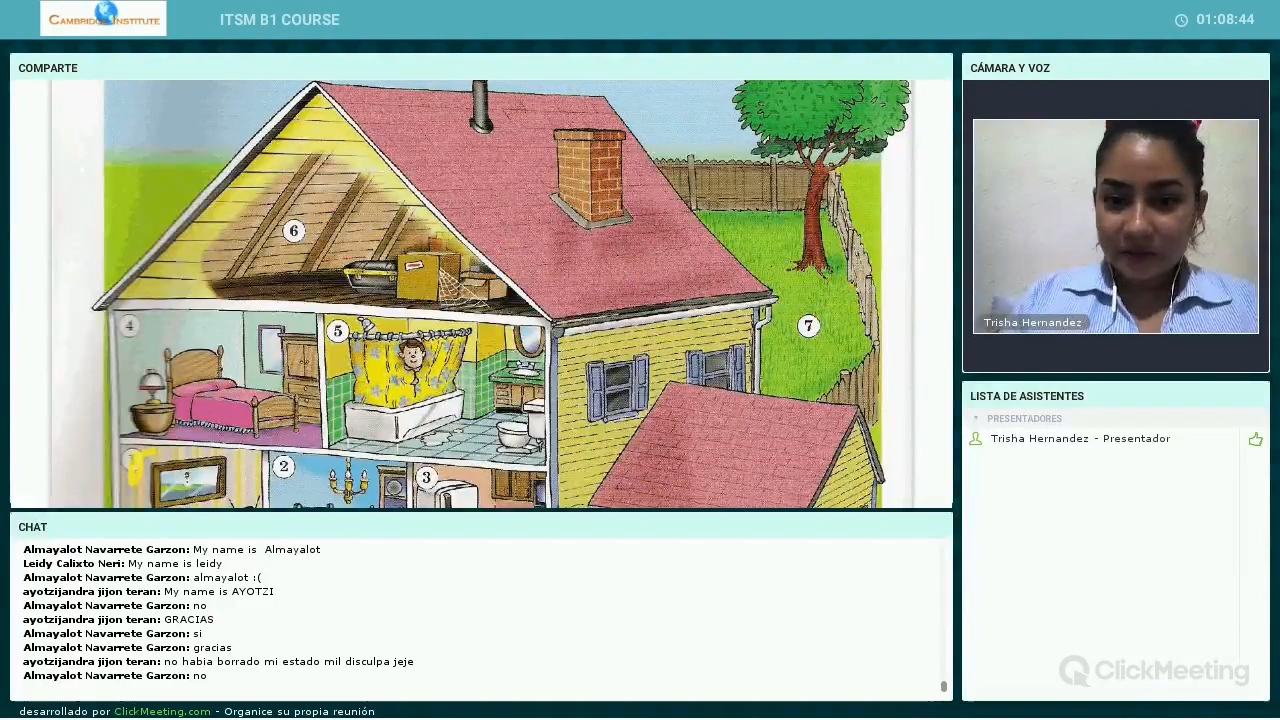 CAMBRIDGE INSTITUTE
ITSM B1 COURSE
01:08:44
COMPARTE
6
7
4
5
2
3
CÁMARA Y VOZ
Trisha Hernandez
LISTA DE ASISTENTES
PRESENTADORES
Trisha Hernandez - Presentador
CHAT
Almayalot Navarrete Garzon: My name is Almayalot
Leidy Calixto Neri: My name is leidy
Almayalot Navarrete Garzon: almayalot :(
ayotzijandra jijon teran: My name is AYOTZI
Almayalot Navarrete Garzon: no
ayotzijandra jijon teran: GRACIAS
Almayalot Navarrete Garzon: si
Almayalot Navarrete Garzon: gracias
ayotzijandra jijon teran: no habia borrado mi estado mil disculpa jeje
Almayalot Navarrete Garzon: no
ClickMeeting
desarrollado por ClickMeeting.com - Organice su propia reunión